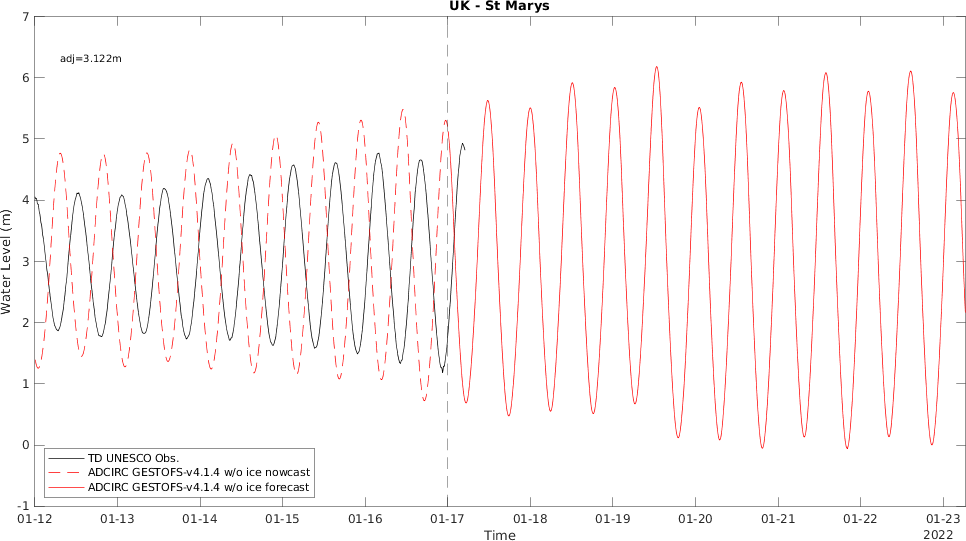 UK - St Marys
7
adj=3.122m
6
5
4
3
2
1
0
-1
Water Level (m)
TD UNESCO Obs.
ADCIRC GESTOFS-v4.1.4 w/o ice nowcast
ADCIRC GESTOFS-v4.1.4 w/o ice forecast
01-12 01-13 01-14 01-15 01-16 01-17 01-18 01-19 01-20 01-21 01-22 01-23
Time
2022